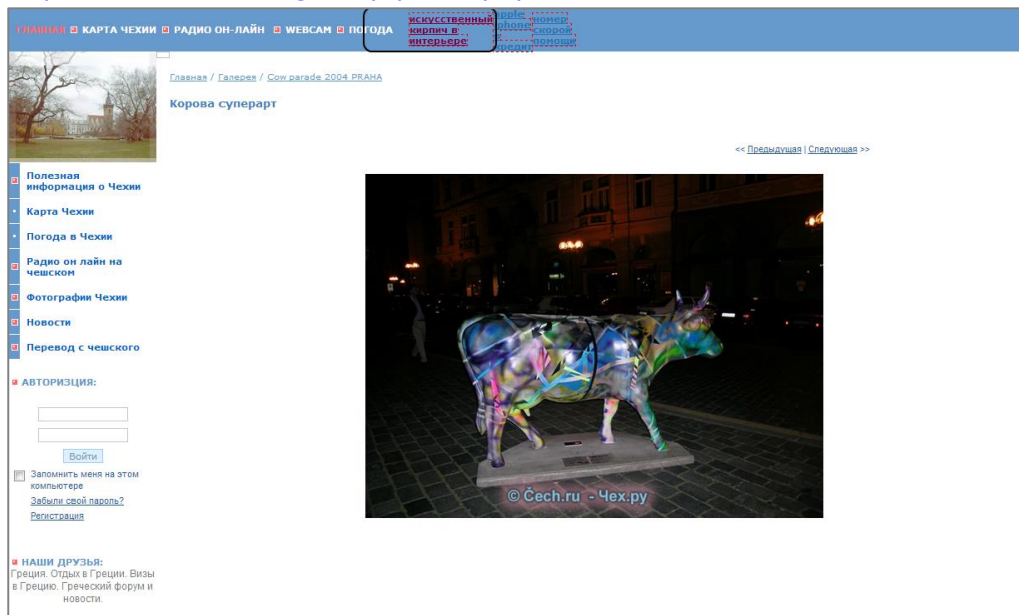 ГЛАВНАЯ КАРТА ЧЕХИИ РАДИО ОН-ЛАЙН WEBCAM ПОГОДА
искусственный
кирпич в
интерьере
apple
iphone
кредит
номер
скорой
помощи
Главная / Галерея / Cow parade 2004 PRAHA
Корова суперарт
<< Предыдущая | Следующая >>
Полезная
информация о Чехии
Карта Чехии
Погода в Чехии
Радио он лайн на
чешском
Фотографии Чехии
Новости
Перевод с чешского
АВТОРИЗЦИЯ:
Войти
Запомнить меня на этом
компьютере
Забыли свой пароль?
Регистрация
© Čech.ru - Чех.ру
НАШИ ДРУЗЬЯ:
Греция. Отдых в Греции. Визы
в Грецию. Греческий форум и
новости.